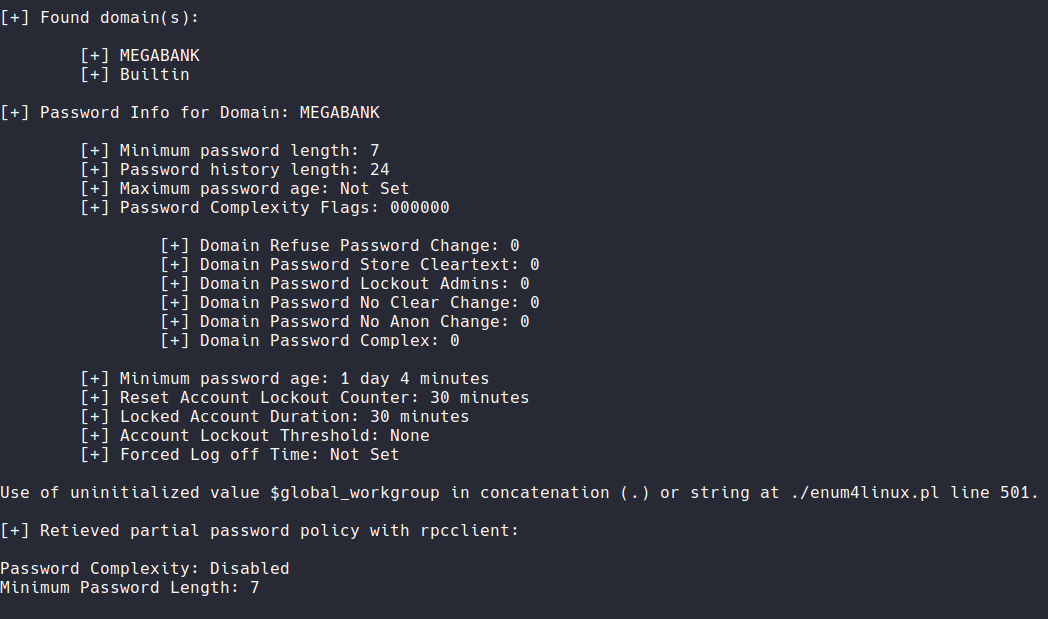 [+] Found domain(s):
[+] MEGABANK
[+] Builtin
[+] Password Info for Domain: MEGABANK
[+] Minimum password length: 7
[+] Password history length: 24
[+] Maximum password age: Not Set
[+] Password Complexity Flags: 000000
[+] Domain Refuse Password Change: 0
[+] Domain Password Store Cleartext: 0
[+] Domain Password Lockout Admins: 0
[+] Domain Password No Clear Change: 0
[+] Domain Password No Anon Change: 0
[+] Domain Password Complex: 0
[+] Minimum password age: 1 day 4 minutes
[+] Reset Account Lockout Counter: 30 minutes
[+] Locked Account Duration: 30 minutes
[+] Account Lockout Threshold: None
[+] Forced Log off Time: Not Set
Use of uninitialized value $global_workgroup in concatenation (.) or string at ./enum4linux.pl line 501.
[+] Retieved partial password policy with rpcclient:
Password Complexity: Disabled
Minimum Password Length: 7